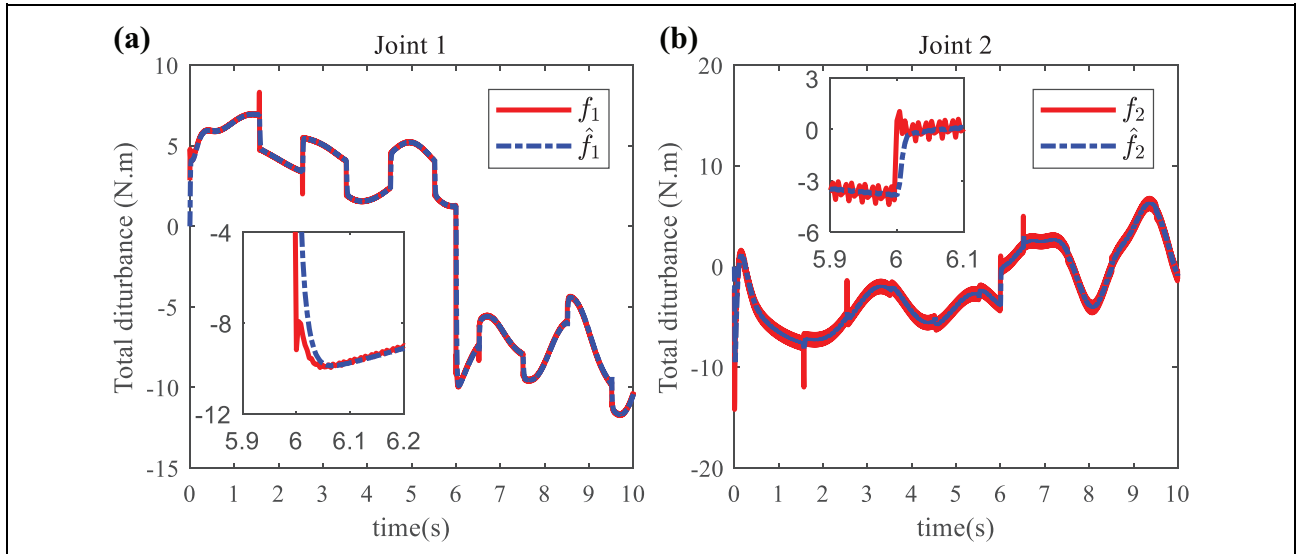 (a)
Joint 1
10
5
0
-5
-10
-15
Total diturbance (N.m)
f₁
f̂₁
-4
-8
-12
5.9 6 6.1 6.2
0 1 2 3 4 5 6 7 8 9 10
time(s)
(b)
Joint 2
20
10
0
-10
-20
Total diturbance (N.m)
3
0
-3
-6
5.9 6 6.1
f₂
f̂₂
0 1 2 3 4 5 6 7 8 9 10
time(s)